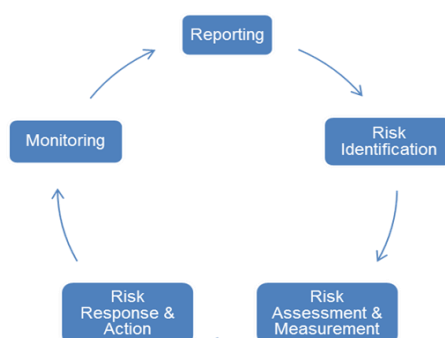 Reporting
Risk
Identification
Risk
Assessment &
Measurement
Risk
Response &
Action
Monitoring